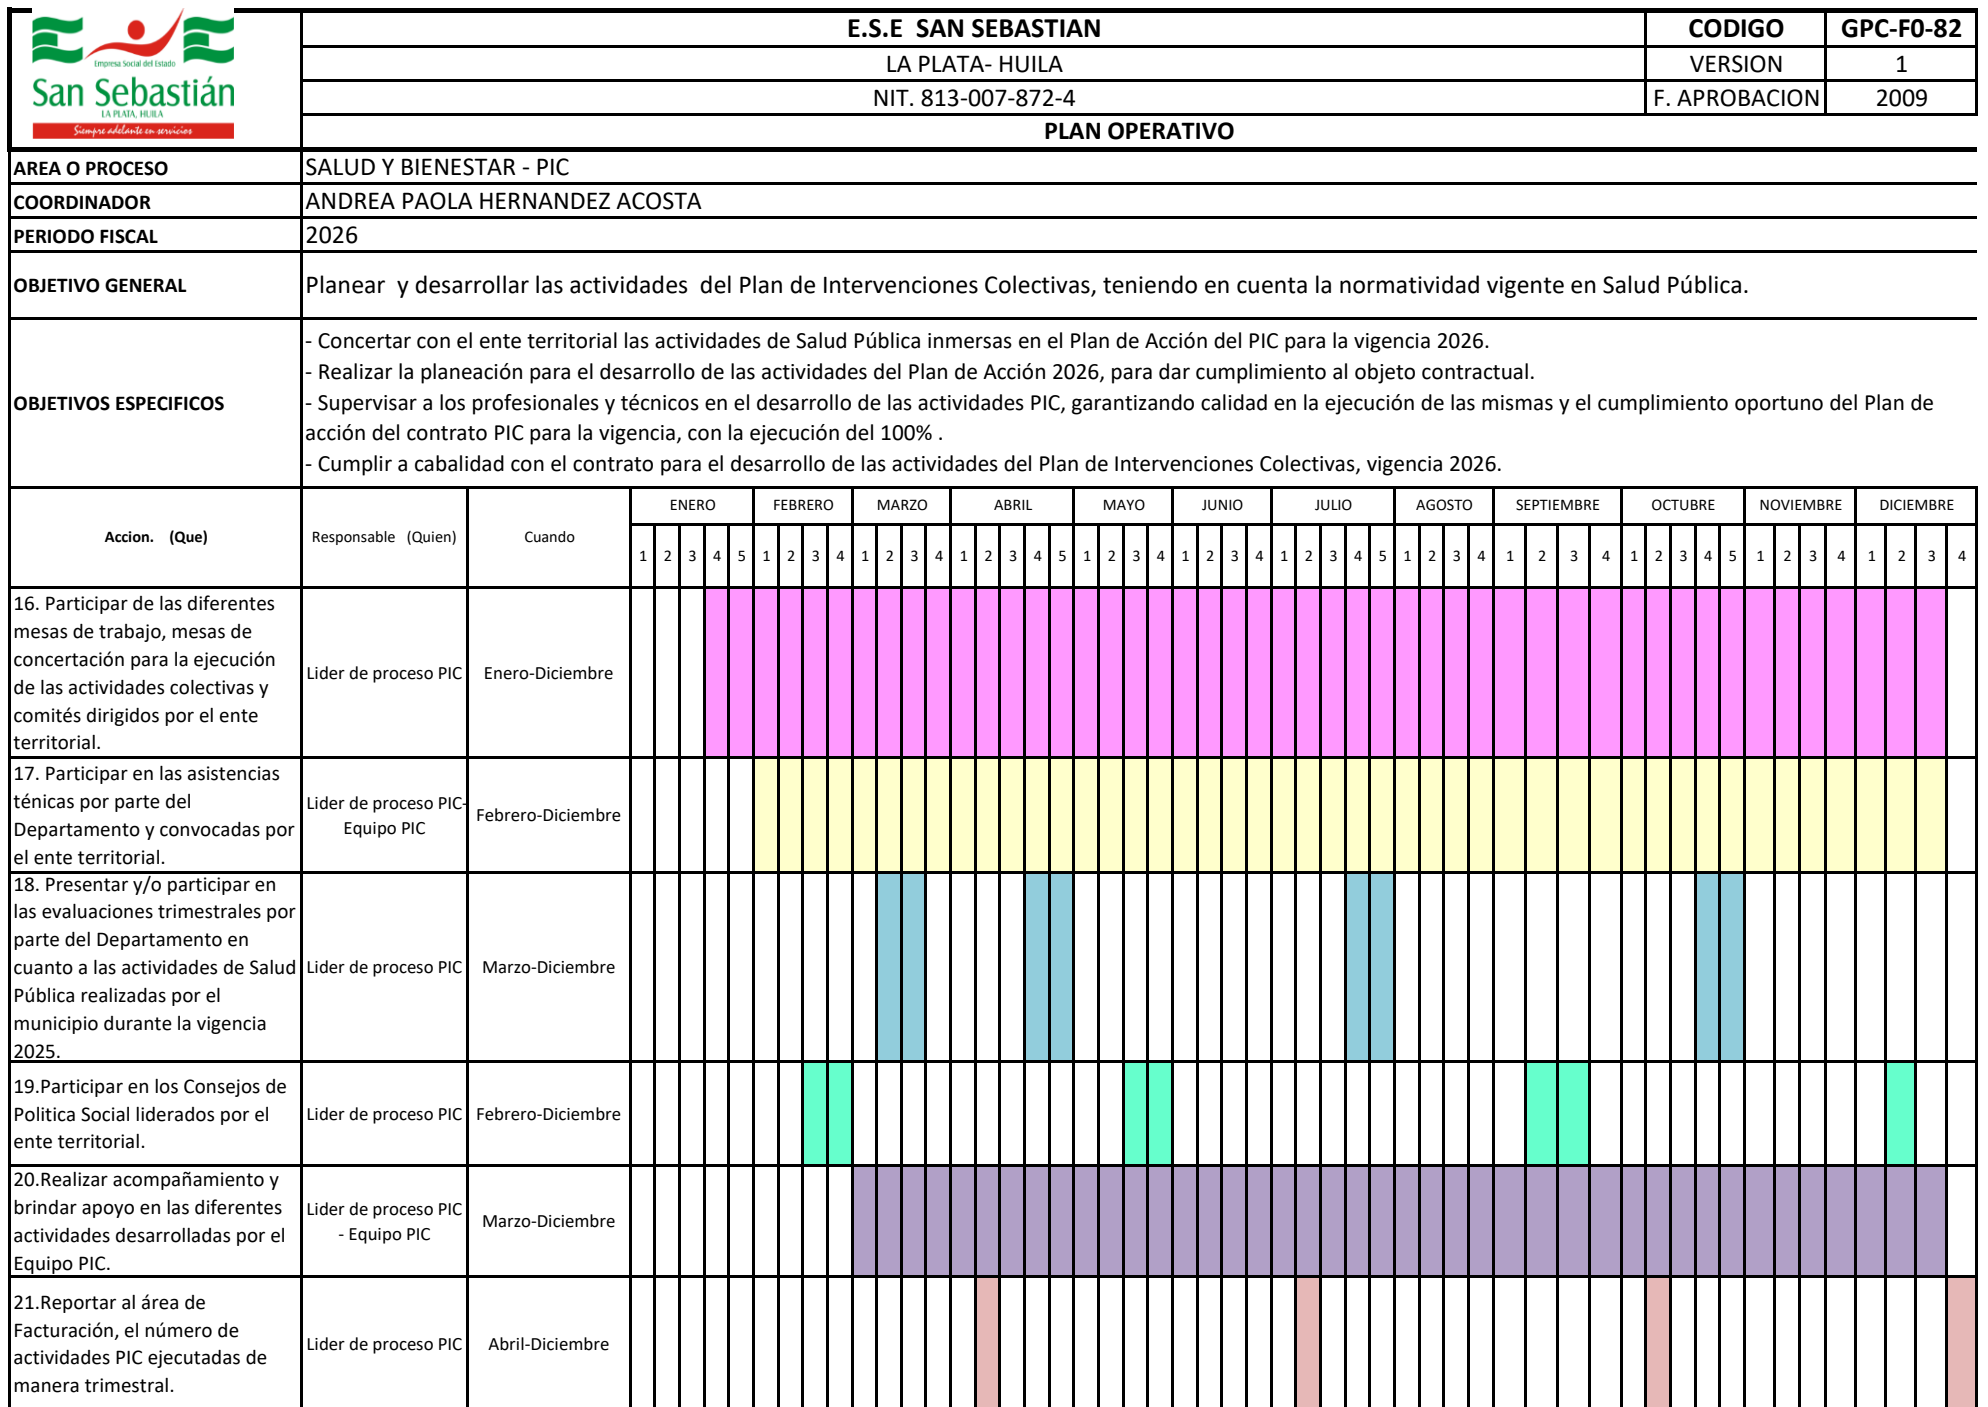 Empresa Social del Estado
San Sebastián
LA PLATA, HUILA
Siempre adelante en servicios
E.S.E  SAN SEBASTIAN
CODIGO
GPC-F0-82
LA PLATA- HUILA
VERSION
1
NIT. 813-007-872-4
F. APROBACION
2009
PLAN OPERATIVO
AREA O PROCESO
SALUD Y BIENESTAR - PIC
COORDINADOR
ANDREA PAOLA HERNANDEZ ACOSTA
PERIODO FISCAL
2026
OBJETIVO GENERAL
Planear  y desarrollar las actividades  del Plan de Intervenciones Colectivas, teniendo en cuenta la normatividad vigente en Salud Pública.
OBJETIVOS ESPECIFICOS
- Concertar con el ente territorial las actividades de Salud Pública inmersas en el Plan de Acción del PIC para la vigencia 2026.
- Realizar la planeación para el desarrollo de las actividades del Plan de Acción 2026, para dar cumplimiento al objeto contractual.
- Supervisar a los profesionales y técnicos en el desarrollo de las actividades PIC, garantizando calidad en la ejecución de las mismas y el cumplimiento oportuno del Plan de
acción del contrato PIC para la vigencia, con la ejecución del 100% .
- Cumplir a cabalidad con el contrato para el desarrollo de las actividades del Plan de Intervenciones Colectivas, vigencia 2026.
Accion.   (Que)
Responsable   (Quien)
Cuando
ENERO FEBRERO MARZO ABRIL MAYO JUNIO JULIO AGOSTO SEPTIEMBRE OCTUBRE NOVIEMBRE DICIEMBRE
1 2 3 4 5 1 2 3 4 1 2 3 4 1 2 3 4 5 1 2 3 4 1 2 3 4 1 2 3 4 5 1 2 3 4 1 2 3 4 1 2 3 4 5 1 2 3 4 1 2 3 4
16. Participar de las diferentes
mesas de trabajo, mesas de
concertación para la ejecución
de las actividades colectivas y
comités dirigidos por el ente
territorial.
Lider de proceso PIC
Enero-Diciembre
17. Participar en las asistencias
ténicas por parte del
Departamento y convocadas por
el ente territorial.
Lider de proceso PIC-
Equipo PIC
Febrero-Diciembre
18. Presentar y/o participar en
las evaluaciones trimestrales por
parte del Departamento en
cuanto a las actividades de Salud
Pública realizadas por el
municipio durante la vigencia
2025.
Lider de proceso PIC
Marzo-Diciembre
19.Participar en los Consejos de
Politica Social liderados por el
ente territorial.
Lider de proceso PIC
Febrero-Diciembre
20.Realizar acompañamiento y
brindar apoyo en las diferentes
actividades desarrolladas por el
Equipo PIC.
Lider de proceso PIC
- Equipo PIC
Marzo-Diciembre
21.Reportar al área de
Facturación, el número de
actividades PIC ejecutadas de
manera trimestral.
Lider de proceso PIC
Abril-Diciembre